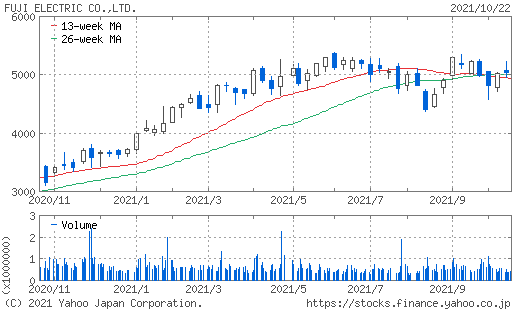 FUJI ELECTRIC CO.,LTD. 2021/10/22
6000
13-week MA
26-week MA
5000
4000
3000
2020/11 2021/1 2021/3 2021/5 2021/7 2021/9
3
Volume
2
1
0
(x1000000)
2020/11 2021/1 2021/3 2021/5 2021/7 2021/9
(C) 2021 Yahoo Japan Corporation. https://stocks.finance.yahoo.co.jp